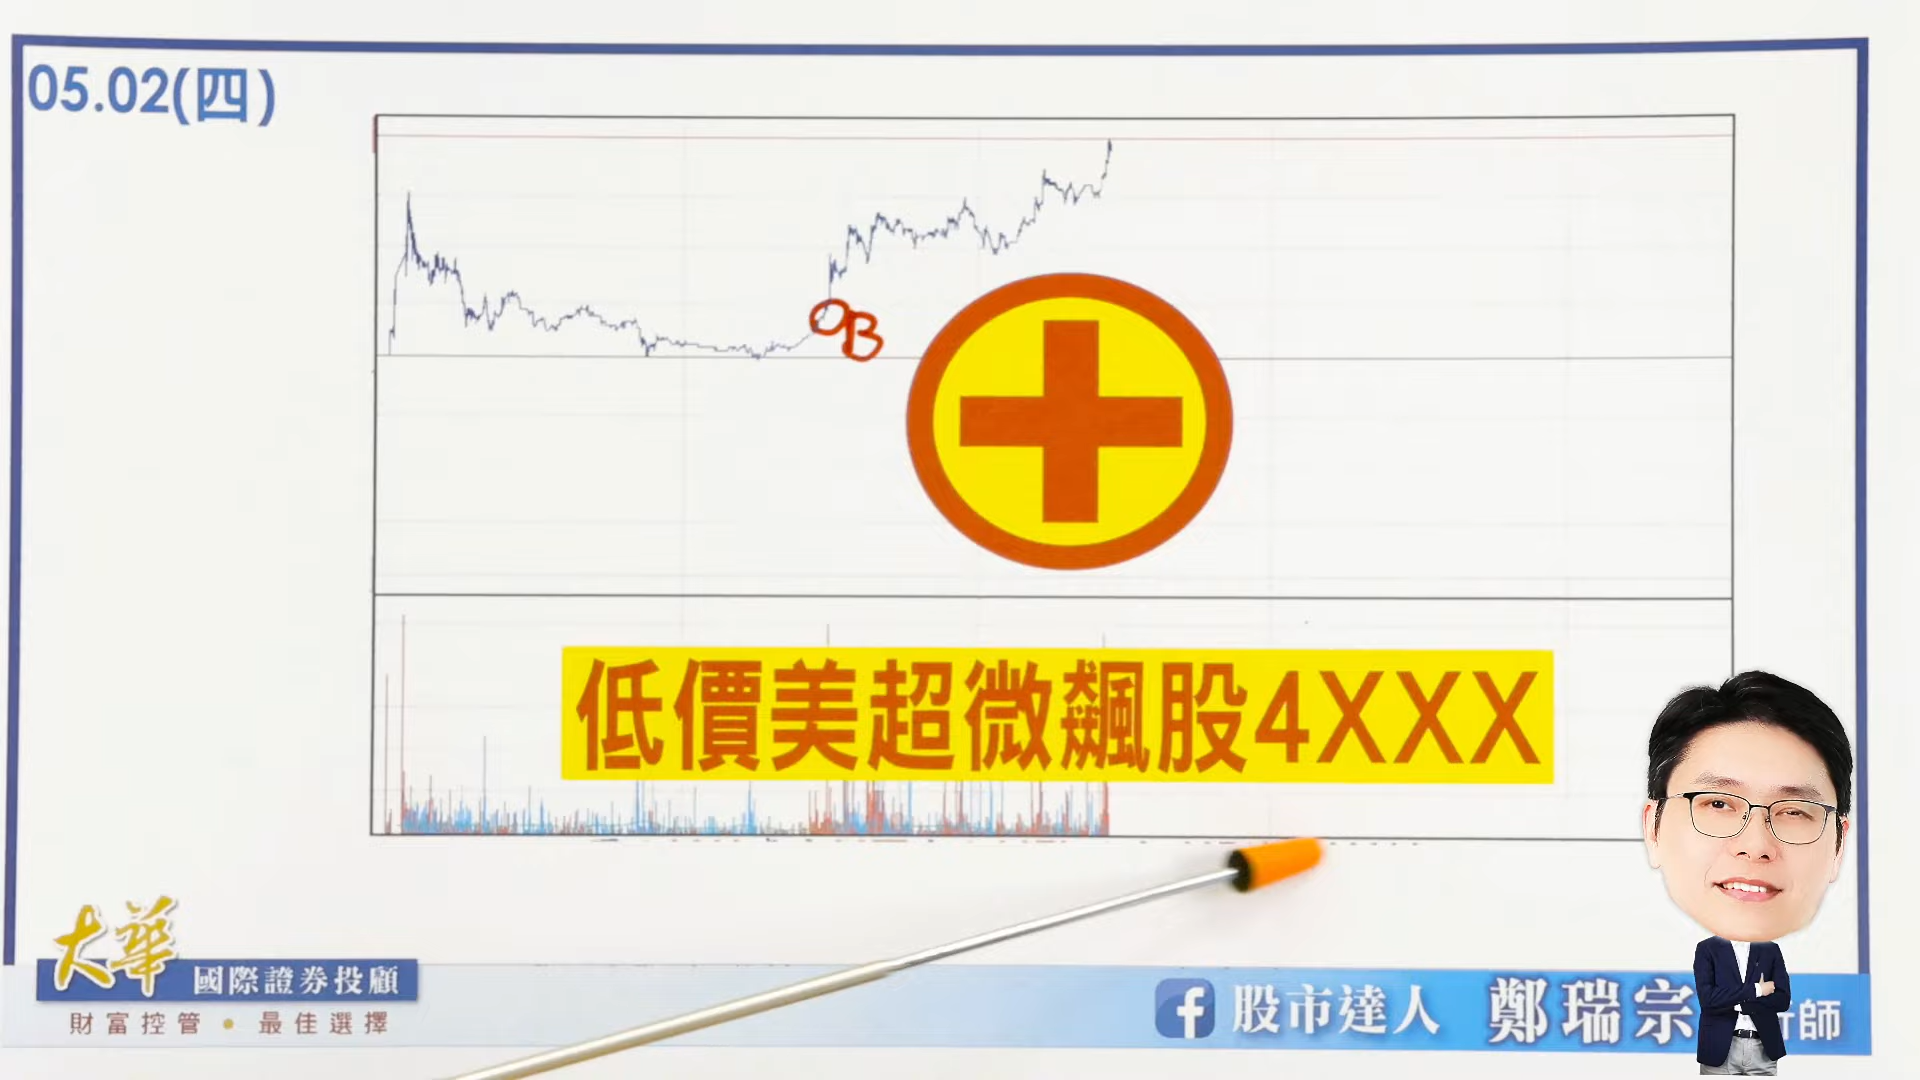 05.02(四)
B
低價美超微飆股4XXX
大華
國際證券投顧
財富控管•最佳選擇
f 股市達人 鄭瑞宗 師